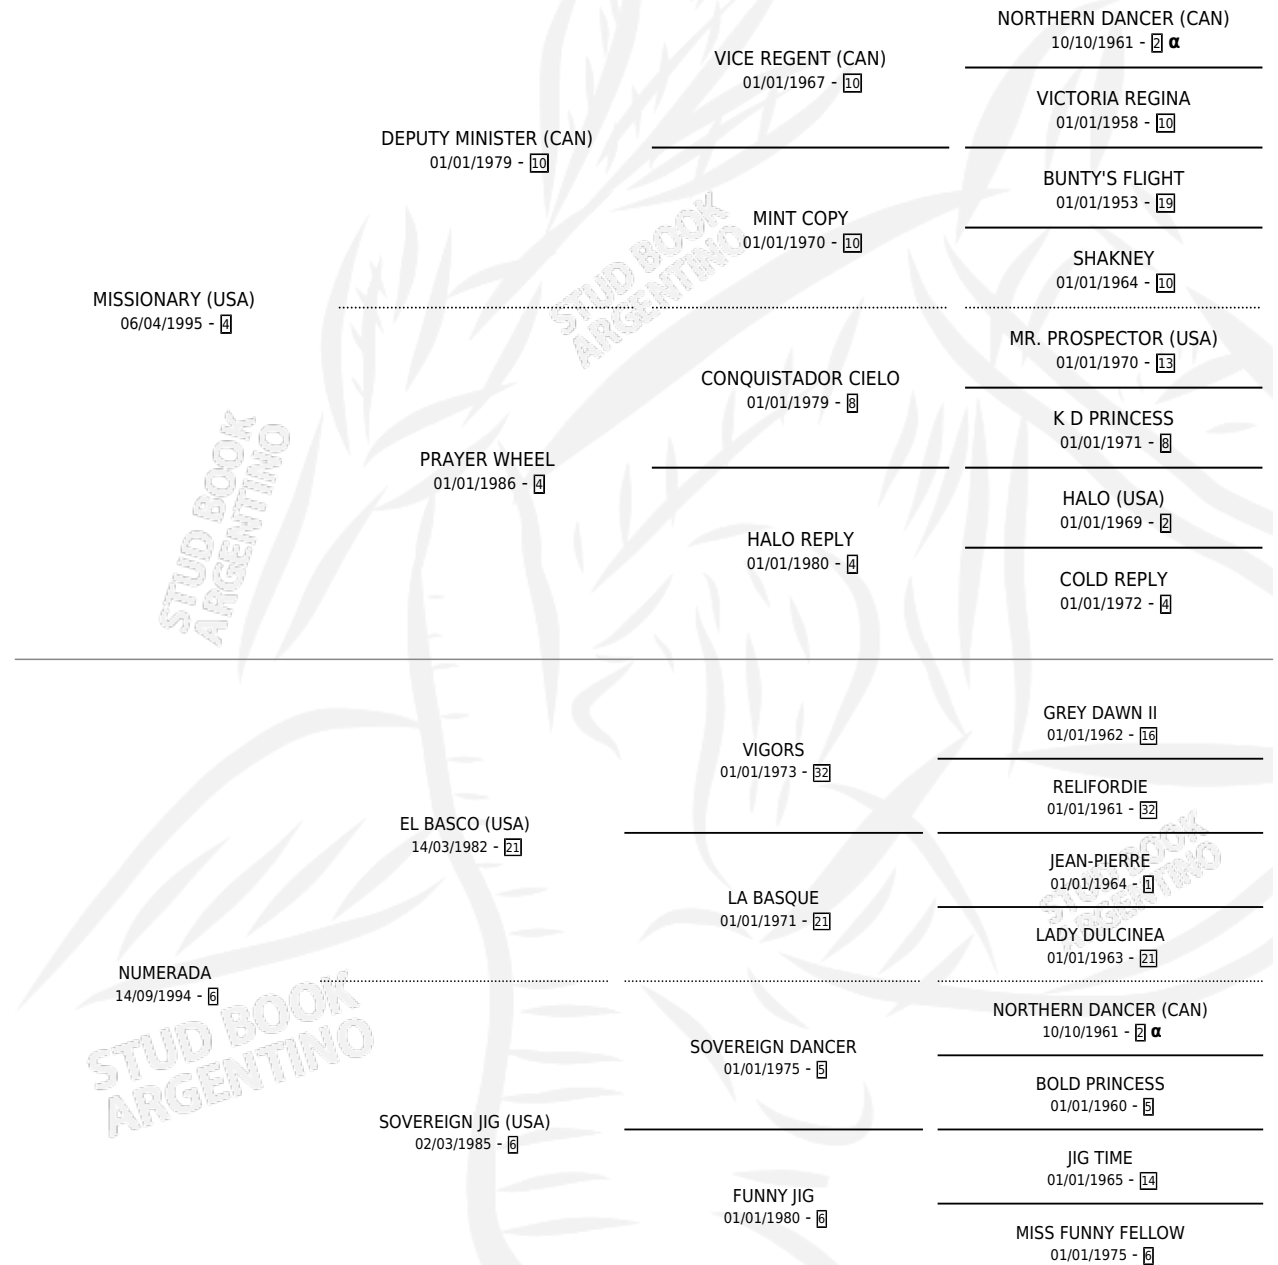 NORTHERN DANCER (CAN)
10/10/1961 - 2 α
VICE REGENT (CAN)
01/01/1967 - 10
VICTORIA REGINA
01/01/1958 - 10
DEPUTY MINISTER (CAN)
01/01/1979 - 10
BUNTY'S FLIGHT
01/01/1953 - 19
MINT COPY
01/01/1970 - 10
SHAKNEY
01/01/1964 - 10
MISSIONARY (USA)
06/04/1995 - 4
MR. PROSPECTOR (USA)
01/01/1970 - 13
CONQUISTADOR CIELO
01/01/1979 - 8
K D PRINCESS
01/01/1971 - 8
PRAYER WHEEL
01/01/1986 - 4
HALO (USA)
01/01/1969 - 2
HALO REPLY
01/01/1980 - 4
COLD REPLY
01/01/1972 - 4
GREY DAWN II
01/01/1962 - 16
VIGORS
01/01/1973 - 32
RELIFORDIE
01/01/1961 - 32
EL BASCO (USA)
14/03/1982 - 21
JEAN-PIERRE
01/01/1964 - 1
LA BASQUE
01/01/1971 - 21
LADY DULCINEA
01/01/1963 - 21
NUMERADA
14/09/1994 - 6
NORTHERN DANCER (CAN)
10/10/1961 - 2 α
SOVEREIGN DANCER
01/01/1975 - 5
BOLD PRINCESS
01/01/1960 - 5
SOVEREIGN JIG (USA)
02/03/1985 - 6
JIG TIME
01/01/1965 - 14
FUNNY JIG
01/01/1980 - 6
MISS FUNNY FELLOW
01/01/1975 - 6
STUD BOOK
ARGENTINO
STUD BOOK
ARGENTINO
STUD BOOK
ARGENTINO
STUD BOOK
ARGENTINO